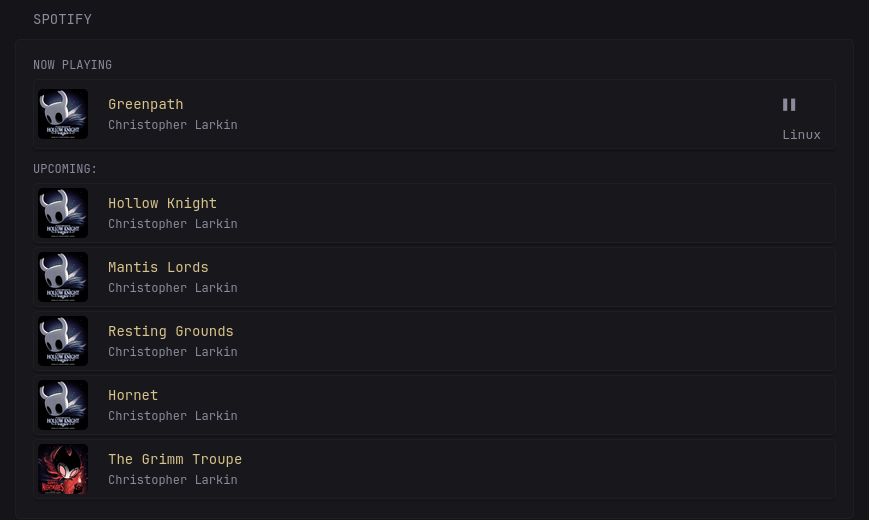 SPOTIFY
NOW PLAYING
Greenpath
Christopher Larkin
Linux
UPCOMING:
HOLLOW KNIGHT
Hollow Knight
Christopher Larkin
HOLLOW KNIGHT
Mantis Lords
Christopher Larkin
HOLLOW KNIGHT
Resting Grounds
Christopher Larkin
HOLLOW KNIGHT
Hornet
Christopher Larkin
HOLLOW KNIGHT
The Grimm Troupe
Christopher Larkin